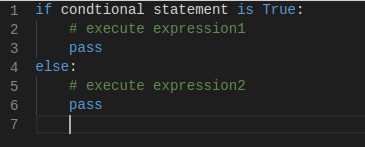 1 if condtional statement is True:
2     # execute expression1
3     pass
4 else:
5     # execute expression2
6     pass
7